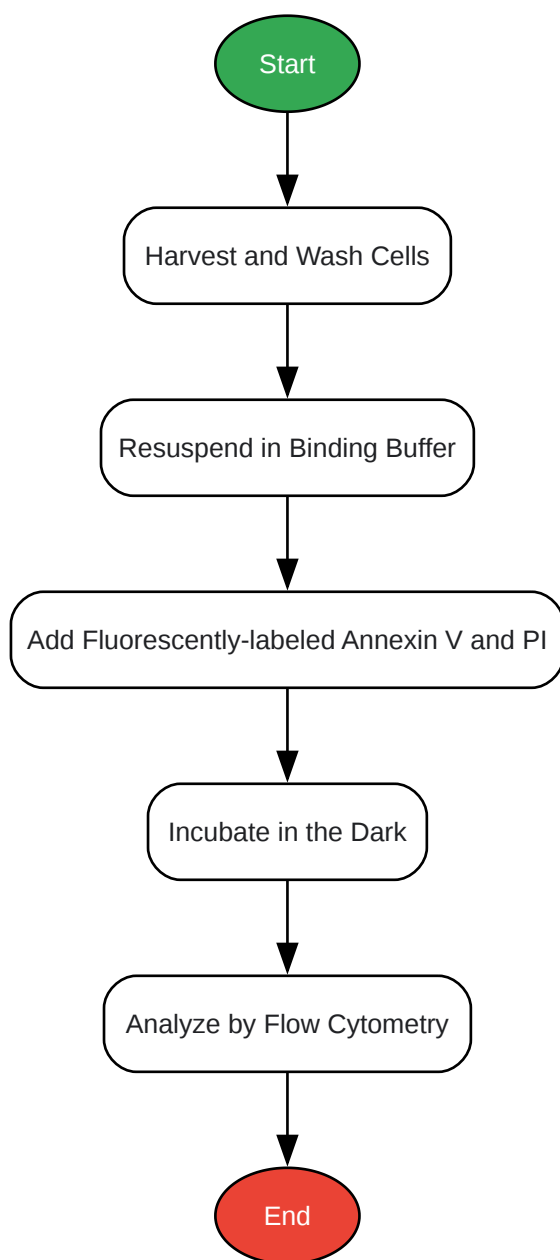 Start
Harvest and Wash Cells
Resuspend in Binding Buffer
Add Fluorescently-labeled Annexin V and PI
Incubate in the Dark
Analyze by Flow Cytometry
End